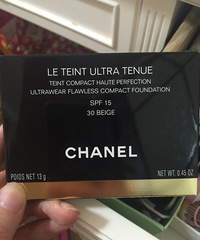 LE TEINT ULTRA TENUE
TEINT COMPACT HAUTE PERFECTION
ULTRAWEAR FLAWLESS COMPACT FOUNDATION
SPF 15
30 BEIGE
CHANEL
POIDS NET 13 g
NET WT. 0.45 OZ.